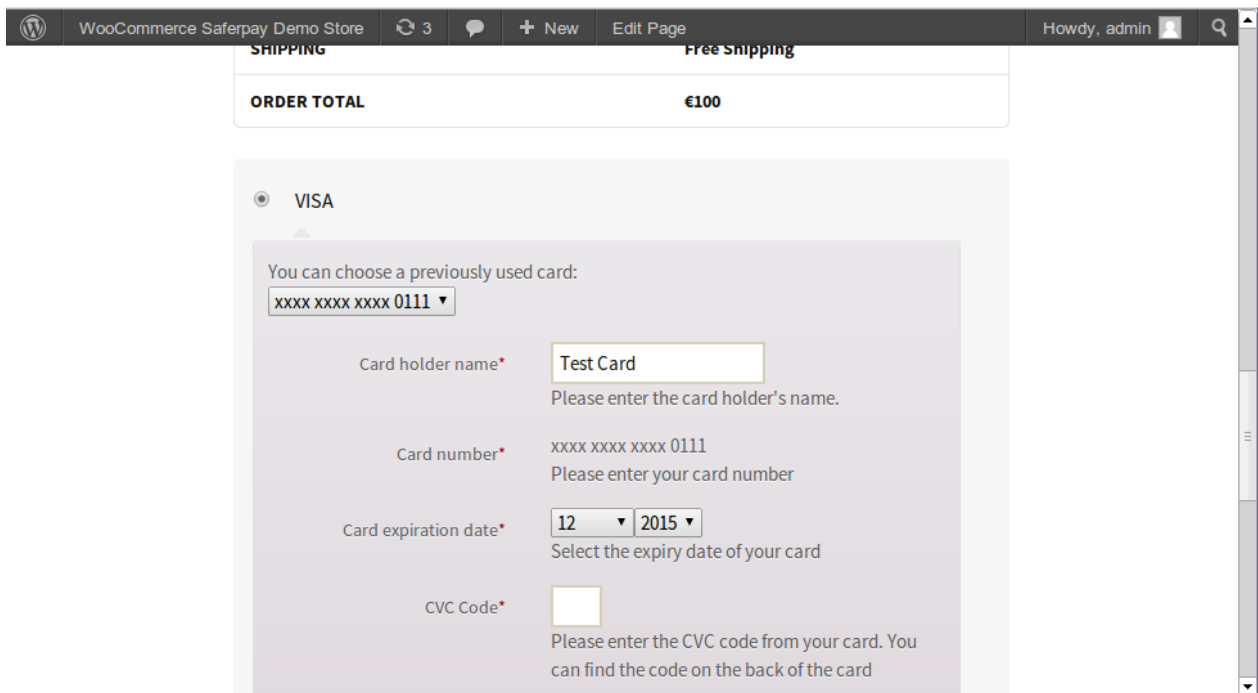 WooCommerce Saferpay Demo Store 3 + New Edit Page Howdy, admin
SHIPPING Free Shipping
ORDER TOTAL €100
VISA
You can choose a previously used card:
xxxx xxxx xxxx 0111
Card holder name* Test Card
Please enter the card holder's name.
xxxx xxxx xxxx 0111
Card number*
Please enter your card number
Card expiration date* 12 2015
Select the expiry date of your card
CVC Code*
Please enter the CVC code from your card. You
can find the code on the back of the card